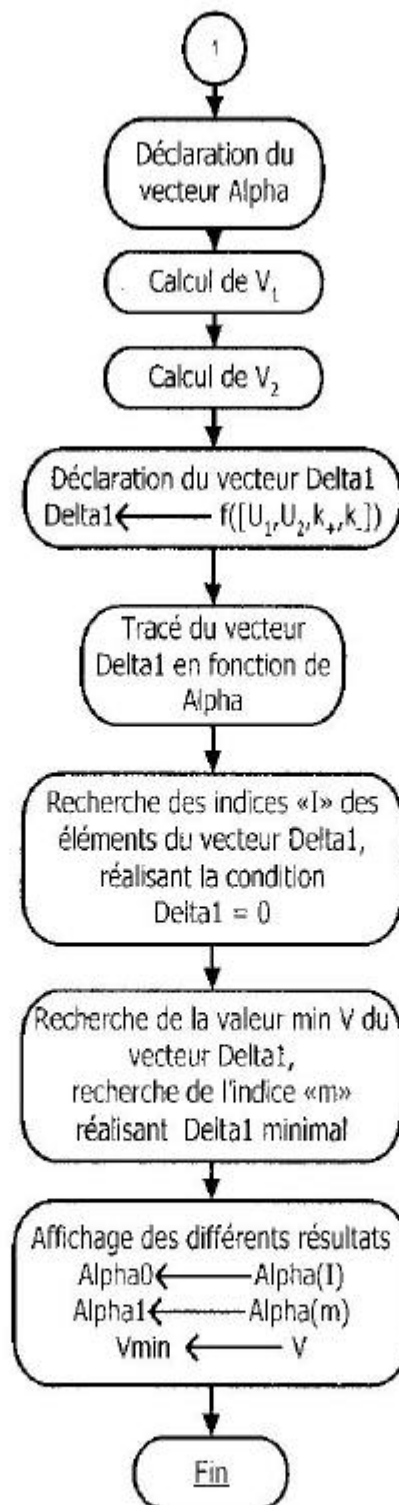 1
Déclaration du
vecteur Alpha
Calcul de V₁
Calcul de V₂
Déclaration du vecteur Delta1
Delta1 ← f([U₁,U₂,k₊,k₋])
Tracé du vecteur
Delta1 en fonction de
Alpha
Recherche des indices «I» des
éléments du vecteur Delta1,
réalisant la condition
Delta1 = 0
Recherche de la valeur min V du
vecteur Delta1,
recherche de l'indice «m»
réalisant Delta1 minimal
Affichage des différents résultats
Alpha0 ← Alpha(I)
Alpha1 ← Alpha(m)
Vmin ← V
Fin